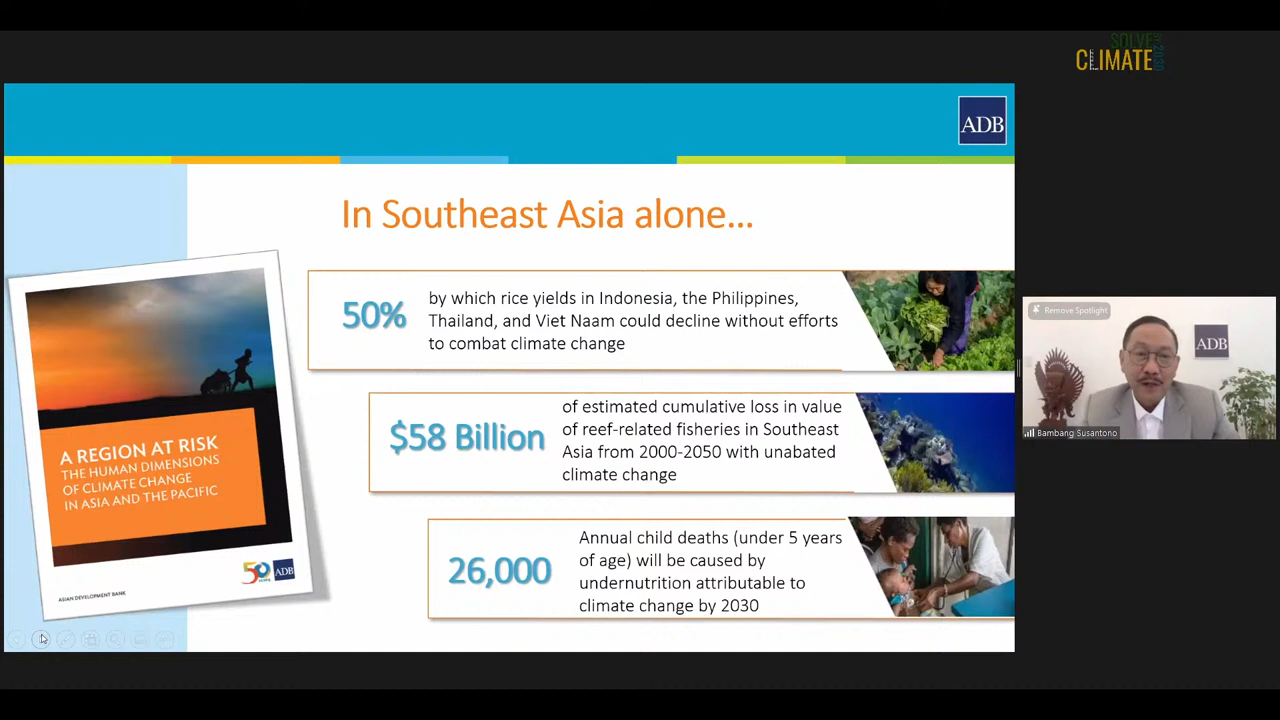 SOLVE
BY 2030
CLIMATE
ADB
In Southeast Asia alone...
50%
by which rice yields in Indonesia, the Philippines,
Thailand, and Viet Naam could decline without efforts
to combat climate change
$58 Billion
of estimated cumulative loss in value
of reef-related fisheries in Southeast
Asia from 2000-2050 with unabated
climate change
26,000
Annual child deaths (under 5 years
of age) will be caused by
undernutrition attributable to
climate change by 2030
A REGION AT RISK
THE HUMAN DIMENSIONS
OF CLIMATE CHANGE
IN ASIA AND THE PACIFIC
50
ADB
ASIAN DEVELOPMENT BANK
Remove Spotlight
ADB
Bambang Susantono